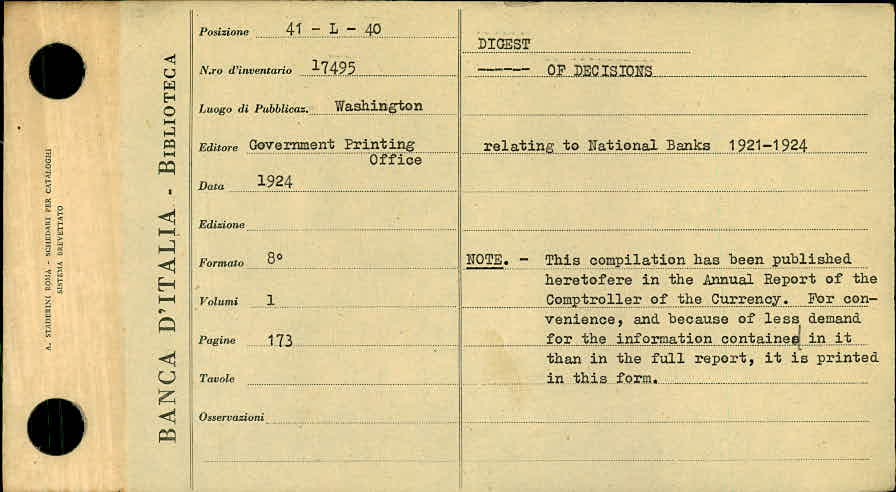 A. STADERINI ROMA - SCHEDARI PER CATALOGHI
SISTEMA BREVETTATO
BANCA D'ITALIA - BIBLIOTECA
Posizione 41 - L - 40
N.ro d'inventario 17495
Luogo di Pubblicaz. Washington
Editore Government Printing
Office
Data 1924
Edizione
Formato 8°
Volumi 1
Pagine 173
Tavole
Osservazioni
DIGEST
------ OF DECISIONS
relating to National Banks 1921-1924
NOTE. - This compilation has been published
heretofere in the Annual Report of the
Comptroller of the Currency. For con-
venience, and because of less demand
for the information contained in it
than in the full report, it is printed
in this form.